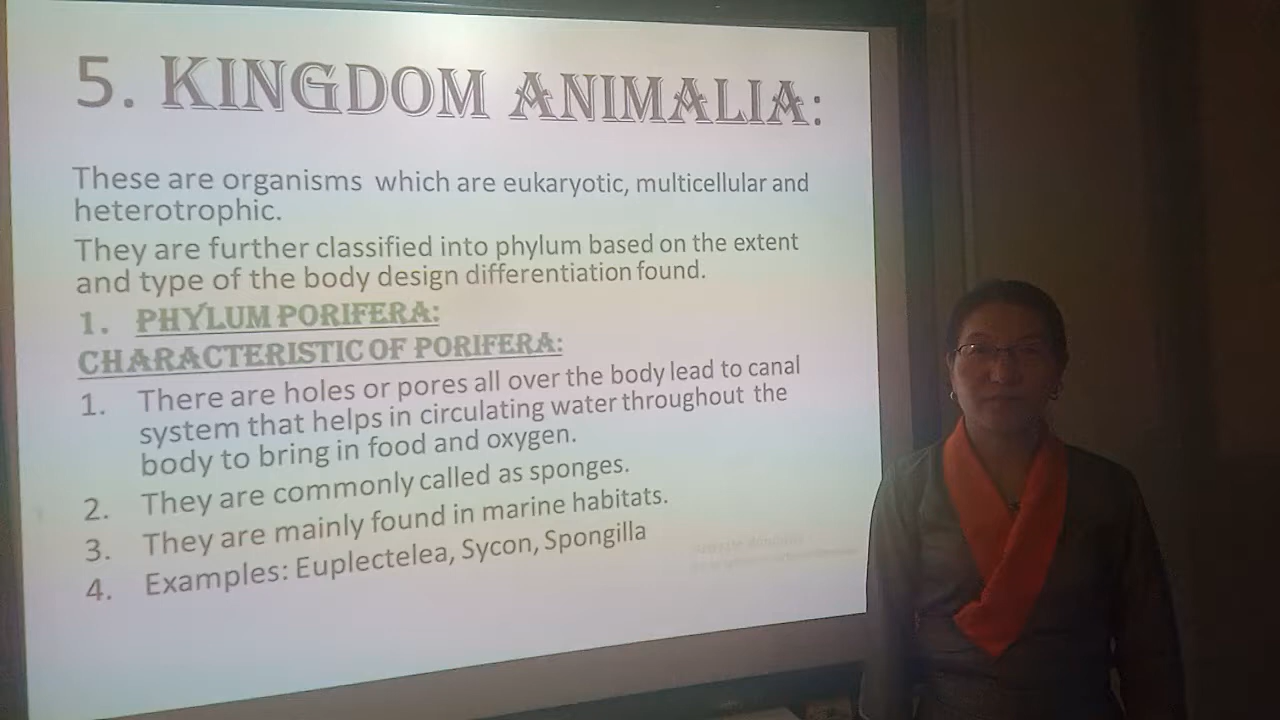 5. KINGDOM ANIMALIA:
These are organisms which are eukaryotic, multicellular and
heterotrophic.
They are further classified into phylum based on the extent
and type of the body design differentiation found.
1. PHYLUM PORIFERA:
CHARACTERISTIC OF PORIFERA:
1. There are holes or pores all over the body lead to canal
system that helps in circulating water throughout the
body to bring in food and oxygen.
2. They are commonly called as sponges.
3. They are mainly found in marine habitats.
4. Examples: Euplectelea, Sycon, Spongilla